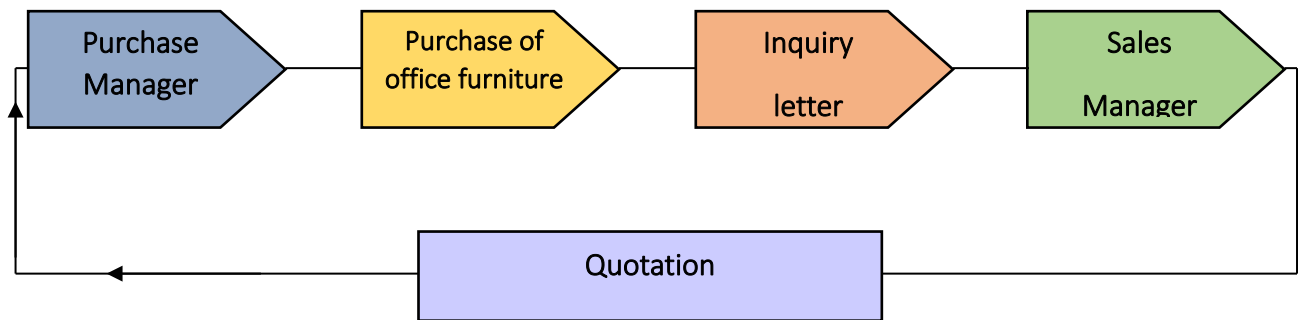 Purchase
Manager
Purchase of
office furniture
Inquiry
letter
Sales
Manager
Quotation